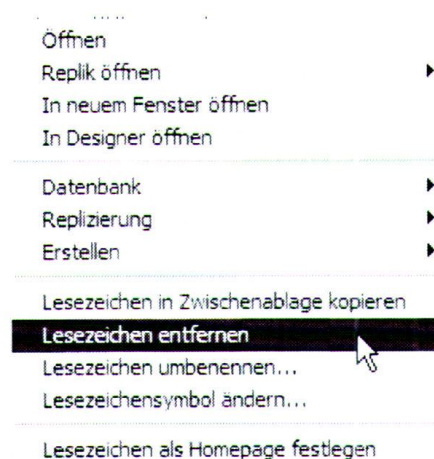 Öffnen
Replik öffnen
In neuem Fenster öffnen
In Designer öffnen
Datenbank
Replizierung
Erstellen
Lesezeichen in Zwischenablage kopieren
Lesezeichen entfernen
Lesezeichen umbenennen...
Lesezeichensymbol ändern...
Lesezeichen als Homepage festlegen